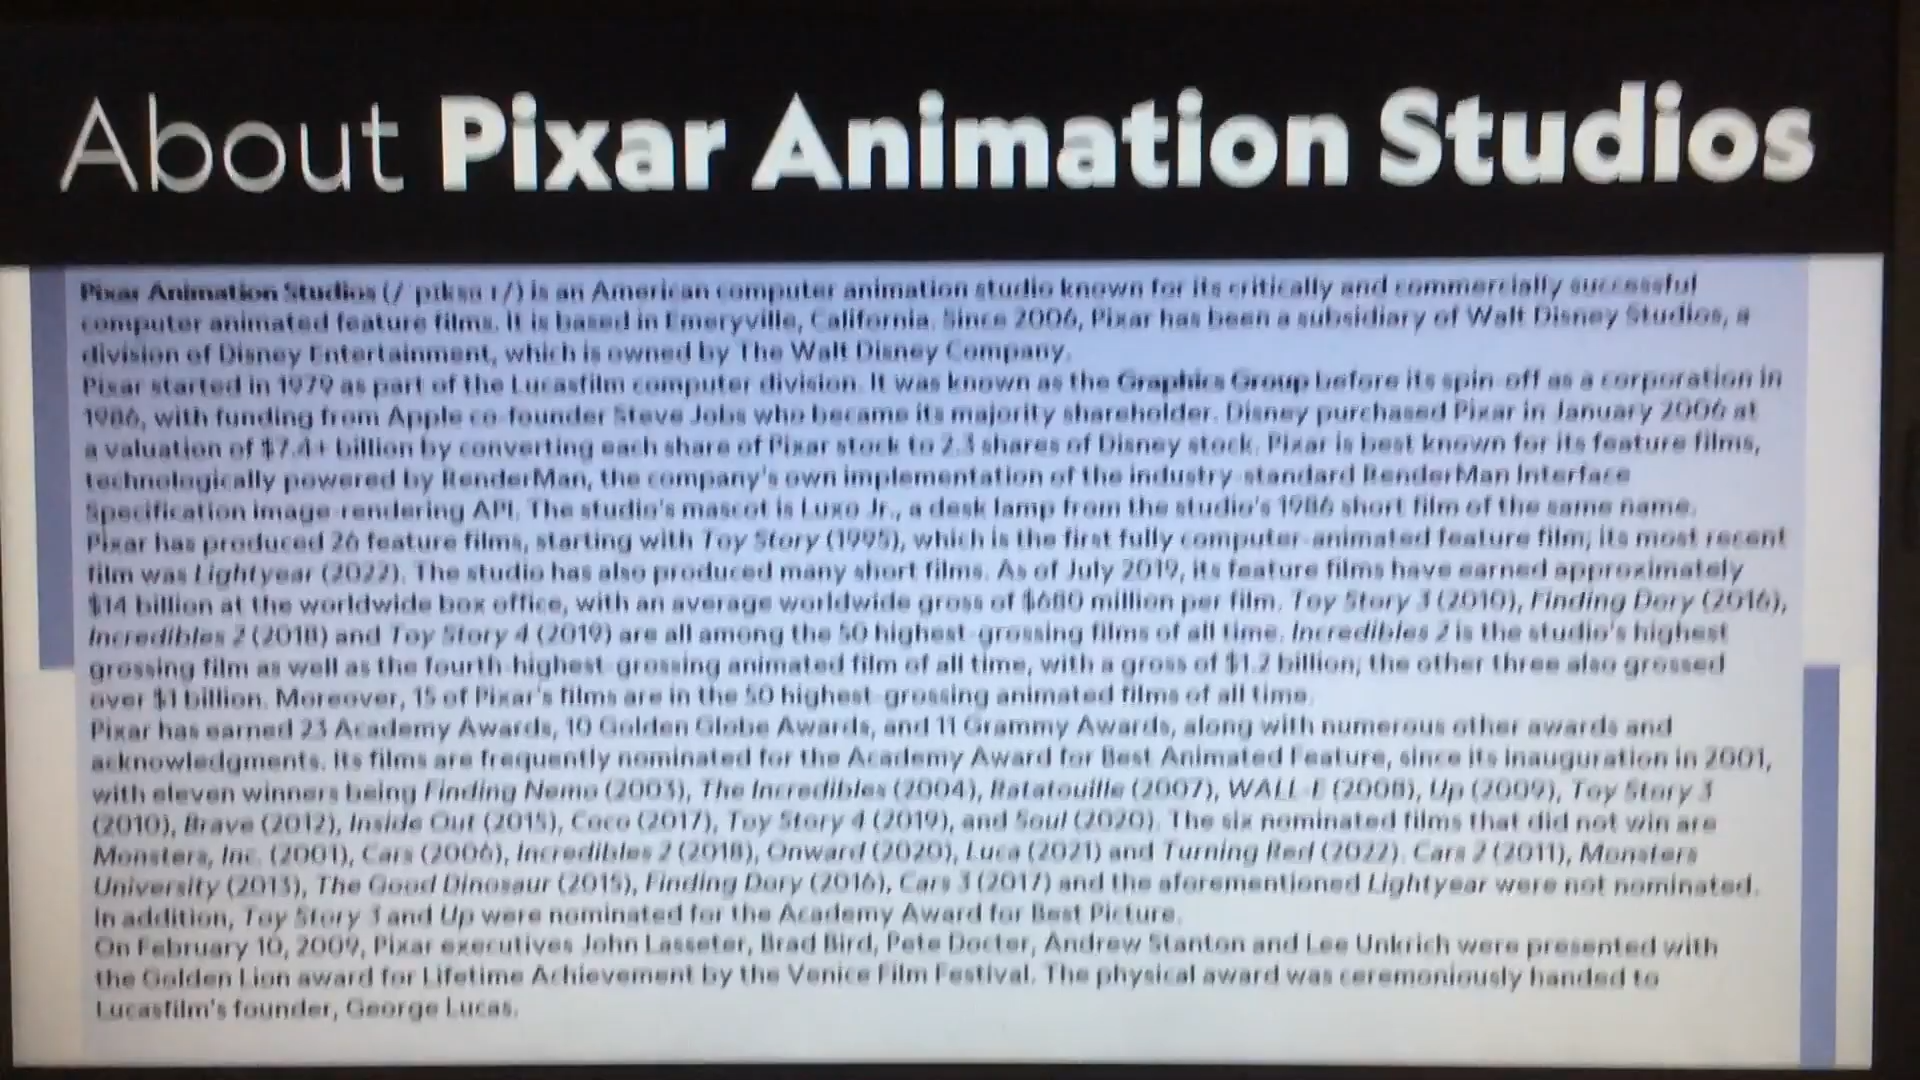 About Pixar Animation Studios
Pixar Animation Studios (/ˈpɪksɑːr/) is an American computer animation studio known for its critically and commercially successful
computer animated feature films. It is based in Emeryville, California. Since 2006, Pixar has been a subsidiary of Walt Disney Studios, a
division of Disney Entertainment, which is owned by The Walt Disney Company.
Pixar started in 1979 as part of the Lucasfilm computer division. It was known as the Graphics Group before its spin-off as a corporation in
1986, with funding from Apple co-founder Steve Jobs who became its majority shareholder. Disney purchased Pixar in January 2006 at
a valuation of $7.4+ billion by converting each share of Pixar stock to 2.3 shares of Disney stock. Pixar is best known for its feature films,
technologically powered by RenderMan, the company's own implementation of the industry-standard RenderMan Interface
Specification image-rendering API. The studio's mascot is Luxo Jr., a desk lamp from the studio's 1986 short film of the same name.
Pixar has produced 26 feature films, starting with Toy Story (1995), which is the first fully computer-animated feature film; its most recent
film was Lightyear (2022). The studio has also produced many short films. As of July 2019, its feature films have earned approximately
$14 billion at the worldwide box office, with an average worldwide gross of $680 million per film. Toy Story 3 (2010), Finding Dory (2016),
Incredibles 2 (2018) and Toy Story 4 (2019) are all among the 50 highest-grossing films of all time. Incredibles 2 is the studio's highest
grossing film as well as the fourth-highest-grossing animated film of all time, with a gross of $1.2 billion; the other three also grossed
over $1 billion. Moreover, 15 of Pixar's films are in the 50 highest-grossing animated films of all time.
Pixar has earned 23 Academy Awards, 10 Golden Globe Awards, and 11 Grammy Awards, along with numerous other awards and
acknowledgments. Its films are frequently nominated for the Academy Award for Best Animated Feature, since its inauguration in 2001,
with eleven winners being Finding Nemo (2003), The Incredibles (2004), Ratatouille (2007), WALL-E (2008), Up (2009), Toy Story 3
(2010), Brave (2012), Inside Out (2015), Coco (2017), Toy Story 4 (2019), and Soul (2020). The six nominated films that did not win are
Monsters, Inc. (2001), Cars (2006), Incredibles 2 (2018), Onward (2020), Luca (2021) and Turning Red (2022). Cars 2 (2011), Monsters
University (2013), The Good Dinosaur (2015), Finding Dory (2016), Cars 3 (2017) and the aforementioned Lightyear were not nominated.
In addition, Toy Story 3 and Up were nominated for the Academy Award for Best Picture.
On February 10, 2009, Pixar executives John Lasseter, Brad Bird, Pete Docter, Andrew Stanton and Lee Unkrich were presented with
the Golden Lion award for Lifetime Achievement by the Venice Film Festival. The physical award was ceremoniously handed to
Lucasfilm's founder, George Lucas.